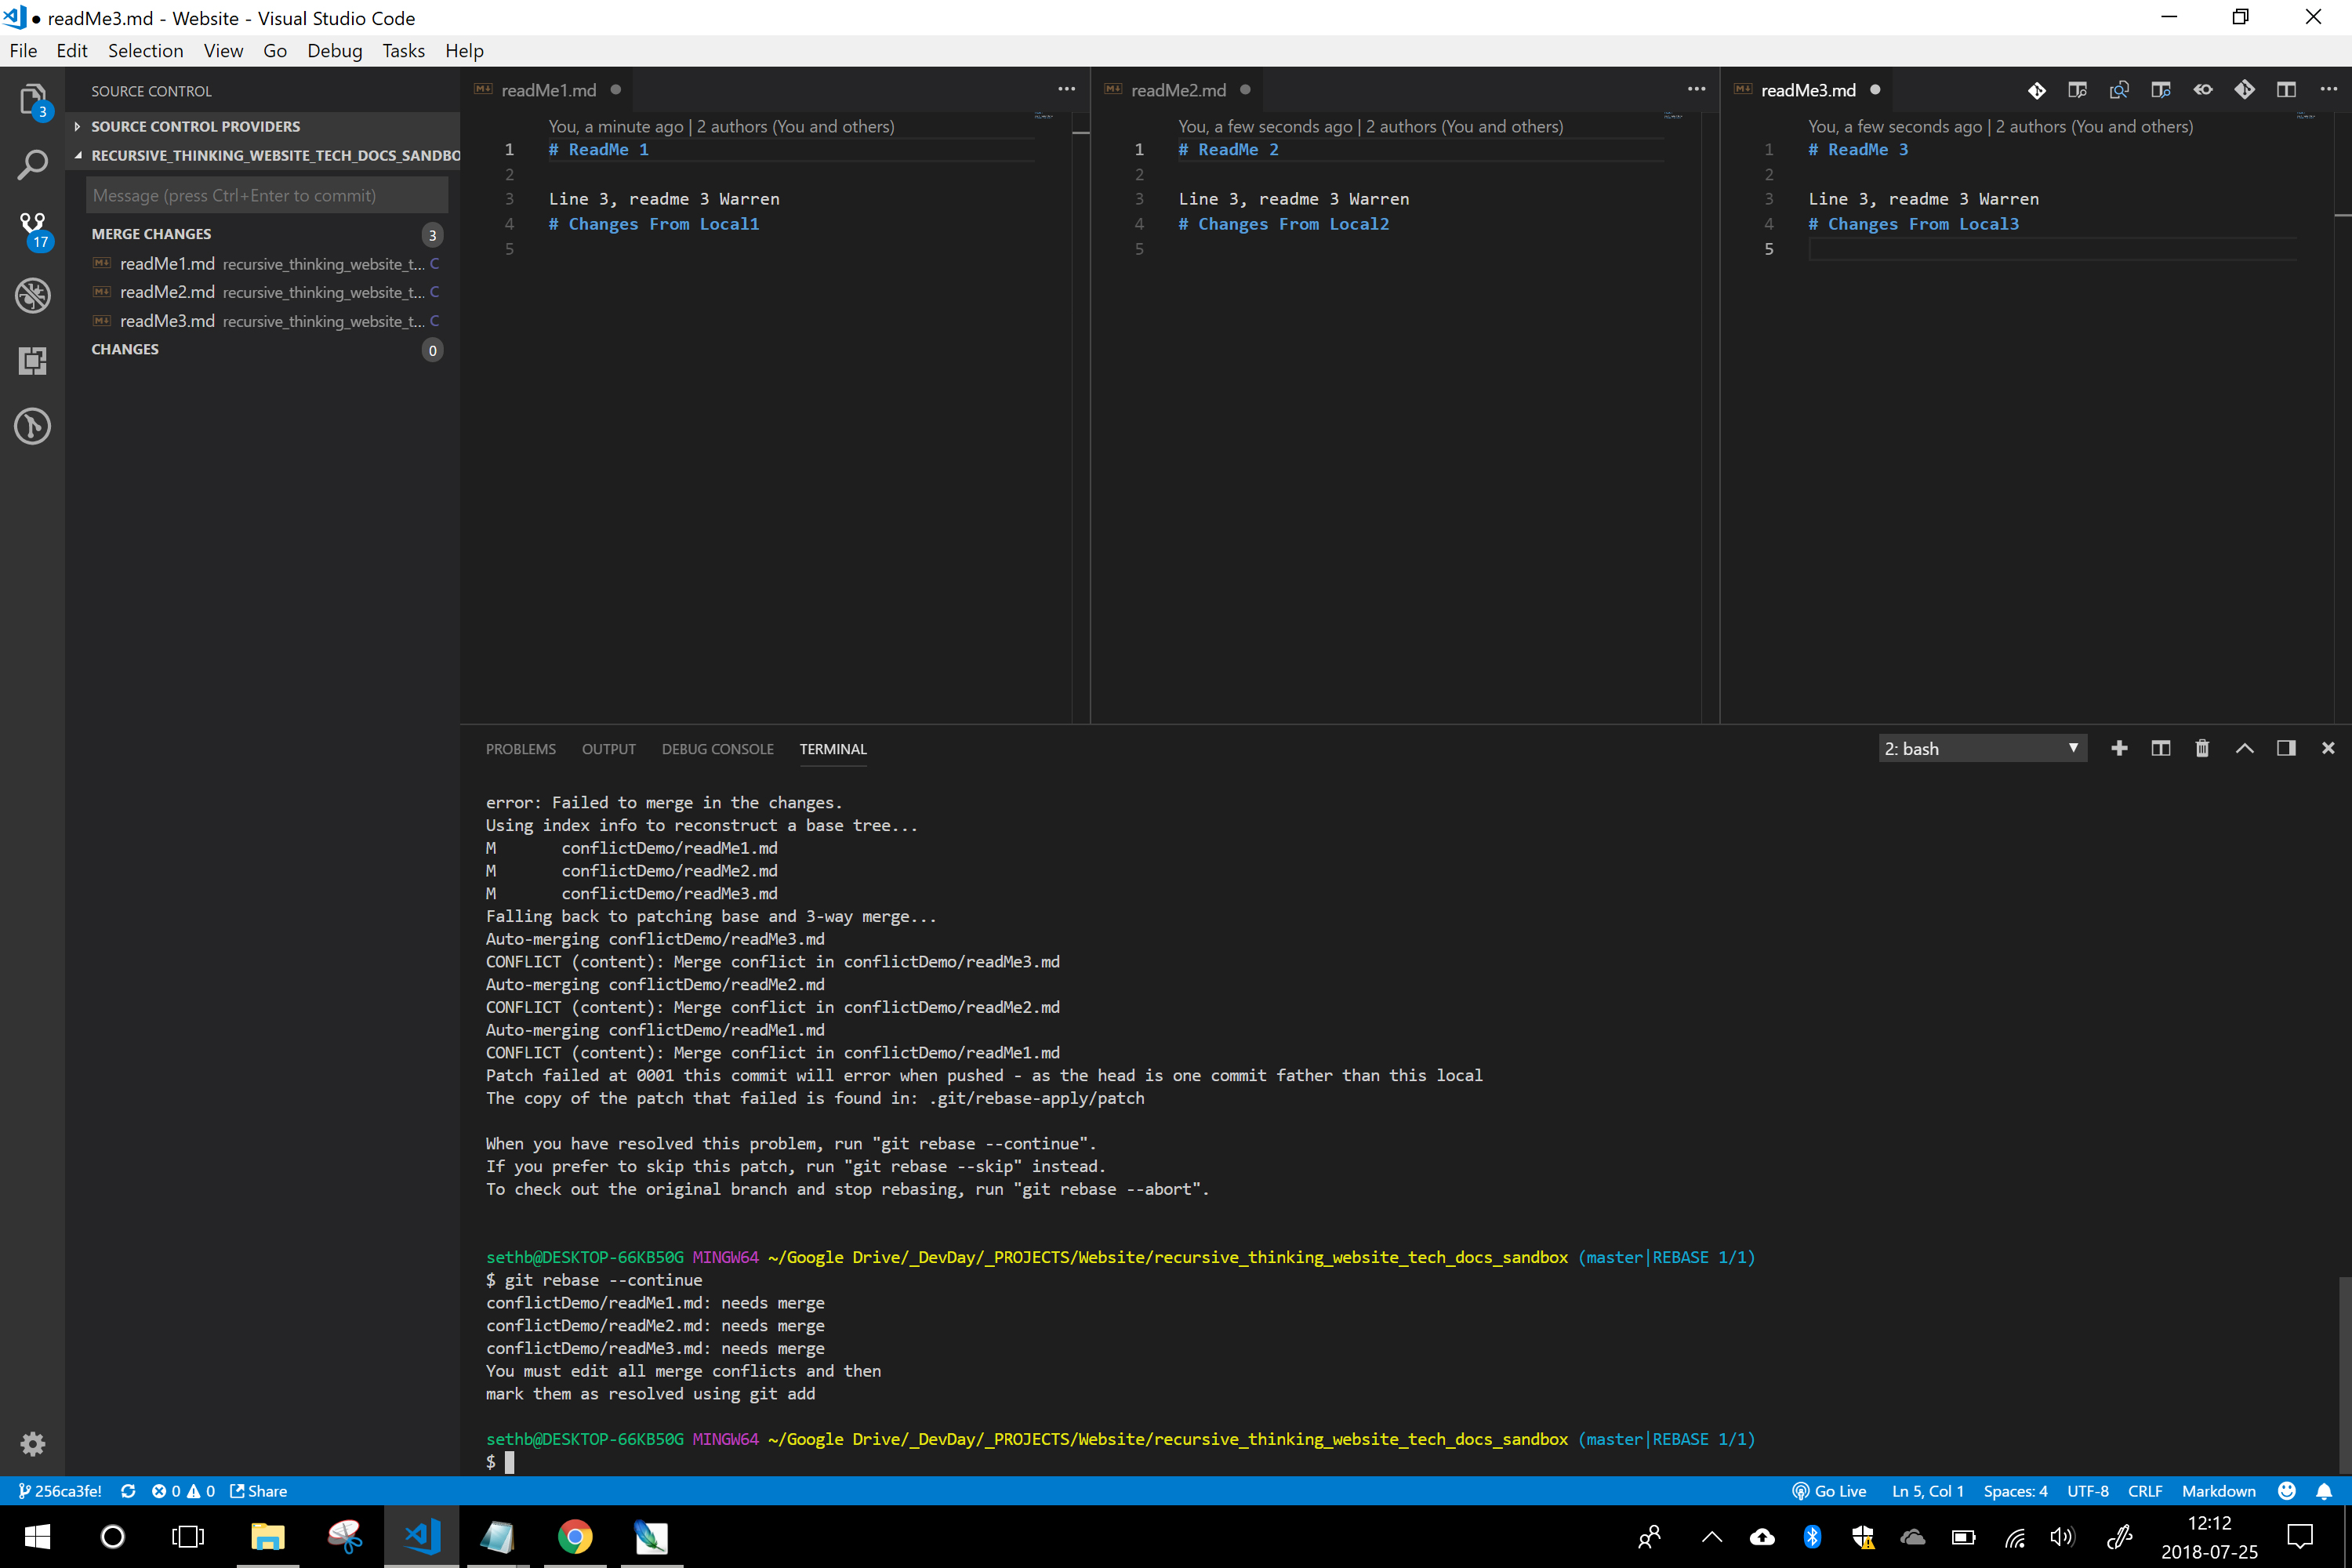 readMe3.md - Website - Visual Studio Code
File Edit Selection View Go Debug Tasks Help
3
17
SOURCE CONTROL
SOURCE CONTROL PROVIDERS
RECURSIVE_THINKING_WEBSITE_TECH_DOCS_SANDBO
Message (press Ctrl+Enter to commit)
MERGE CHANGES 3
readMe1.md recursive_thinking_website_t... C
readMe2.md recursive_thinking_website_t... C
readMe3.md recursive_thinking_website_t... C
CHANGES 0
readMe1.md
You, a minute ago | 2 authors (You and others)
1 # ReadMe 1
2
3 Line 3, readme 3 Warren
4 # Changes From Local1
5
readMe2.md
You, a few seconds ago | 2 authors (You and others)
1 # ReadMe 2
2
3 Line 3, readme 3 Warren
4 # Changes From Local2
5
readMe3.md
You, a few seconds ago | 2 authors (You and others)
1 # ReadMe 3
2
3 Line 3, readme 3 Warren
4 # Changes From Local3
5
PROBLEMS OUTPUT DEBUG CONSOLE TERMINAL 2: bash
error: Failed to merge in the changes.
Using index info to reconstruct a base tree...
M conflictDemo/readMe1.md
M conflictDemo/readMe2.md
M conflictDemo/readMe3.md
Falling back to patching base and 3-way merge...
Auto-merging conflictDemo/readMe3.md
CONFLICT (content): Merge conflict in conflictDemo/readMe3.md
Auto-merging conflictDemo/readMe2.md
CONFLICT (content): Merge conflict in conflictDemo/readMe2.md
Auto-merging conflictDemo/readMe1.md
CONFLICT (content): Merge conflict in conflictDemo/readMe1.md
Patch failed at 0001 this commit will error when pushed - as the head is one commit father than this local
The copy of the patch that failed is found in: .git/rebase-apply/patch
When you have resolved this problem, run "git rebase --continue".
If you prefer to skip this patch, run "git rebase --skip" instead.
To check out the original branch and stop rebasing, run "git rebase --abort".
sethb@DESKTOP-66KB50G MINGW64 ~/Google Drive/_DevDay/_PROJECTS/Website/recursive_thinking_website_tech_docs_sandbox (master|REBASE 1/1)
$ git rebase --continue
conflictDemo/readMe1.md: needs merge
conflictDemo/readMe2.md: needs merge
conflictDemo/readMe3.md: needs merge
You must edit all merge conflicts and then
mark them as resolved using git add
sethb@DESKTOP-66KB50G MINGW64 ~/Google Drive/_DevDay/_PROJECTS/Website/recursive_thinking_website_tech_docs_sandbox (master|REBASE 1/1)
$
256ca3fe! 0 0 Share Go Live Ln 5, Col 1 Spaces: 4 UTF-8 CRLF Markdown
12:12
2018-07-25